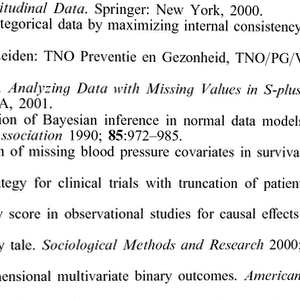 itudinal Data. Springer: New York, 2000.
tegorical data by maximizing internal consistency
Leiden: TNO Preventie en Gezonheid, TNO/PG/V
Analyzing Data with Missing Values in S-plus
A, 2001.
ion of Bayesian inference in normal data models
ssociation 1990; 85:972–985.
n of missing blood pressure covariates in surviva
tegy for clinical trials with truncation of patien
y score in observational studies for causal effects
y tale. Sociological Methods and Research 2000;
mensional multivariate binary outcomes. American